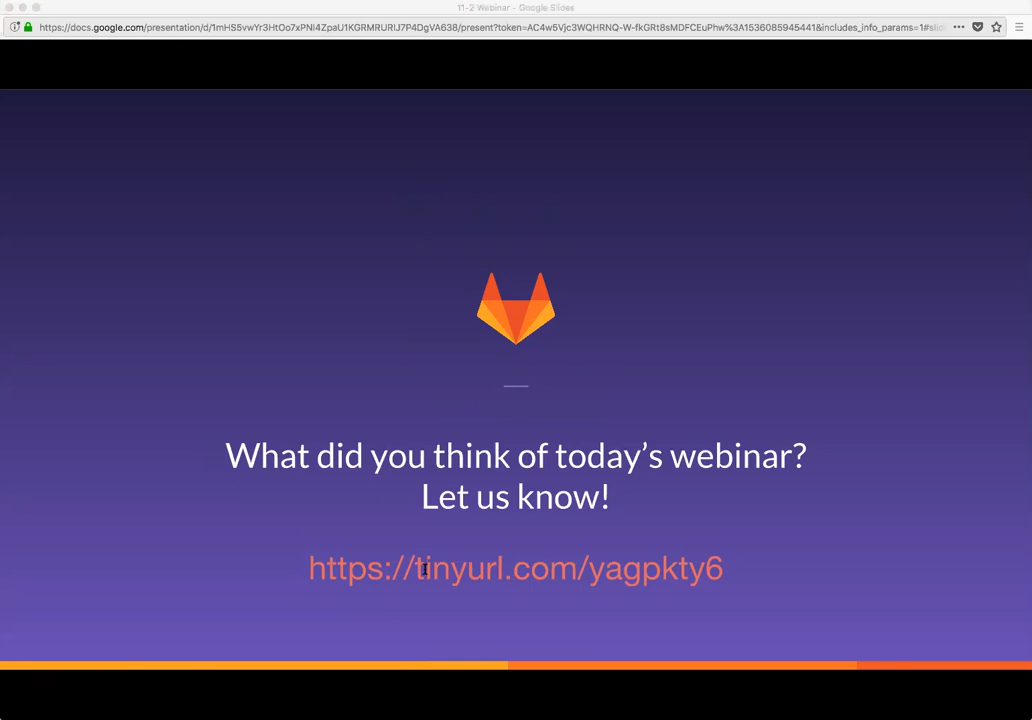 11-2 Webinar - Google Slides
https://docs.google.com/presentation/d/1mHS5vwYr3HtOo7xPNl4ZpaU1KGRMRURlJ7P4DgVA638/present?token=AC4w5Vjc3WQHRNQ-W-fkGRt8sMDFCEuPhw%3A1536085945441&includes_info_params=1#slid
What did you think of today's webinar?
Let us know!
https://tinyurl.com/yagpkty6